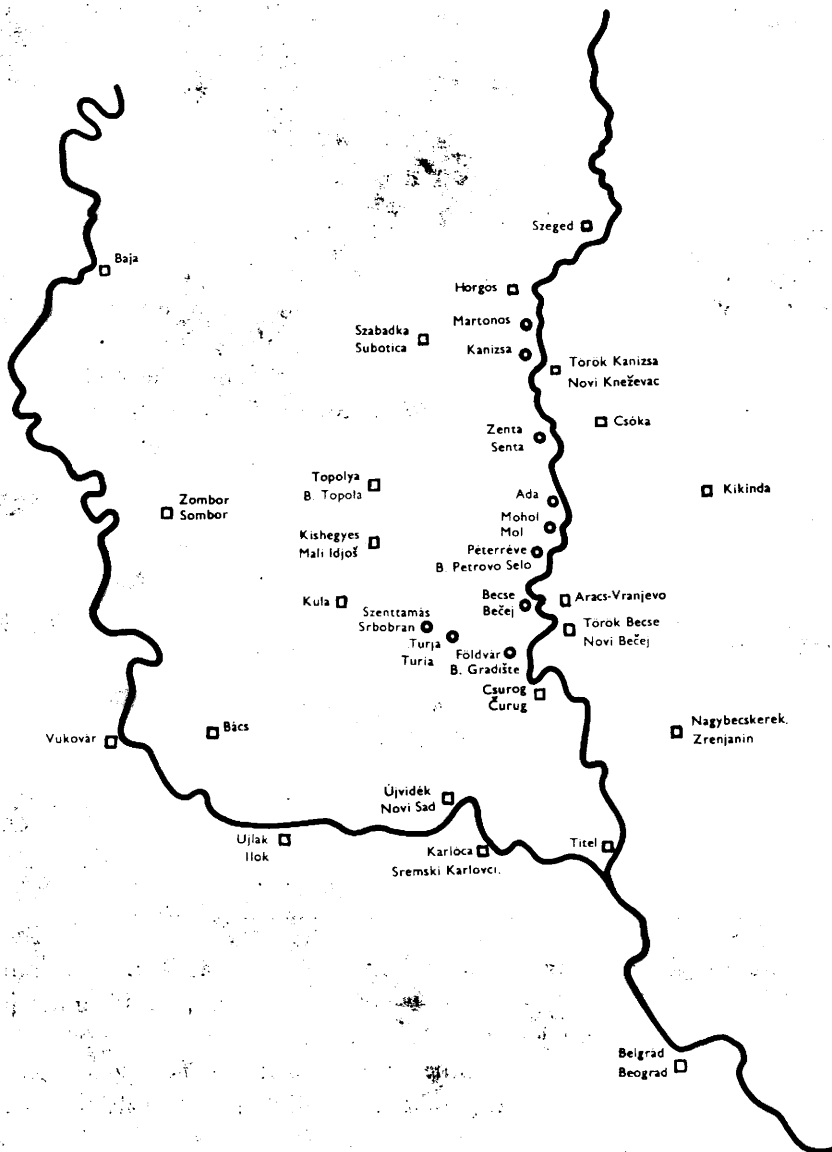 Szeged
Baja
Horgos
Martonos
Szabadka
Subotica
Kanizsa
Török Kanizsa
Novi Kneževac
Csóka
Zenta
Senta
Topolya
B. Topola
Kikinda
Ada
Zombor
Sombor
Mohol
Mol
Kishegyes
Mali Idjoš
Péterréve
B. Petrovo Selo
Kula
Becse
Bečej
Aracs-Vranjevo
Szenttamás
Srbobran
Török Becse
Novi Bečej
Turja
Turia
Földvár
B. Gradište
Csurog
Čurug
Bács
Vukovár
Nagybecskerek.
Zrenjanin
Újvidék
Novi Sad
Ujlak
Ilok
Karlóca
Sremski Karlovci.
Titel
Belgrád
Beograd